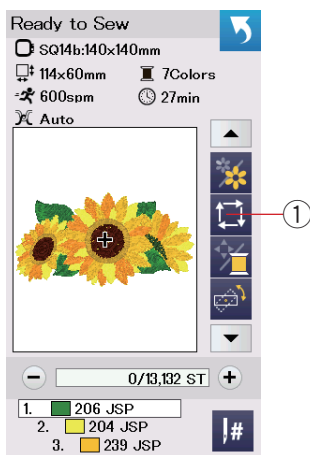 Ready to Sew
SQ14b:140x140mm
114x60mm 7Colors
600spm 27min
Auto
1
0/13,132 ST
1. 206 JSP
2. 204 JSP
3. 239 JSP
#